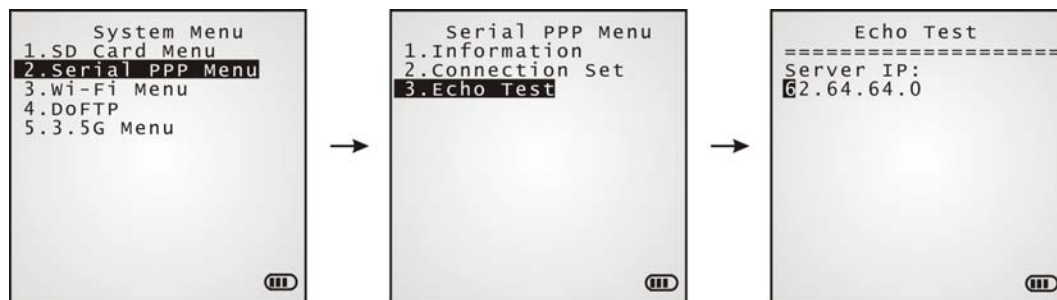 System Menu
1.SD Card Menu
2.Serial PPP Menu
3.Wi-Fi Menu
4.DoFTP
5.3.5G Menu
Serial PPP Menu
1.Information
2.Connection Set
3.Echo Test
Echo Test
=====================
Server IP:
62.64.64.0